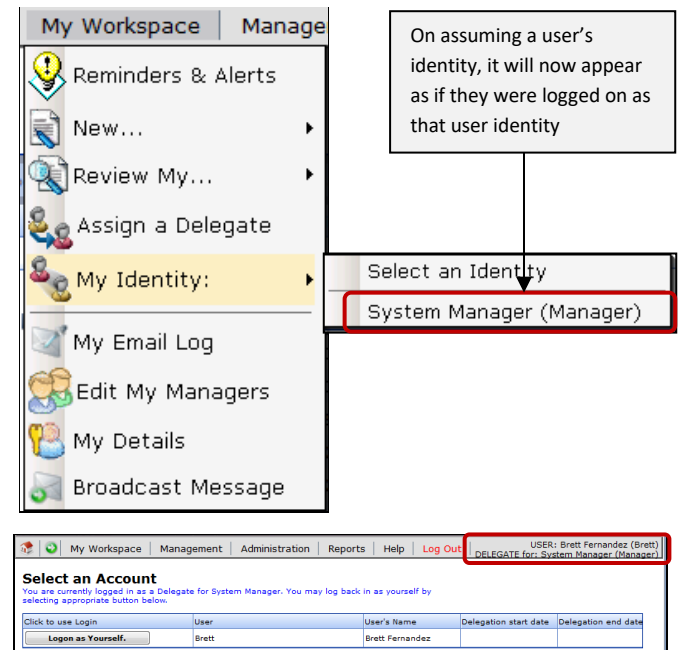 My Workspace Manage
On assuming a user's
identity, it will now appear
as if they were logged on as
that user identity
Reminders & Alerts
New...
Review My...
Assign a Delegate
My Identity:
Select an Identity
System Manager (Manager)
My Email Log
Edit My Managers
My Details
Broadcast Message
My Workspace Management Administration Reports Help Log Out
USER: Brett Fernandez (Brett)
DELEGATE for: System Manager (Manager)
Select an Account
You are currently logged in as a Delegate for System Manager. You may log back in as yourself by
selecting appropriate button below.
Click to use Login User User's Name Delegation start date Delegation end date
Logon as Yourself. Brett Brett Fernandez